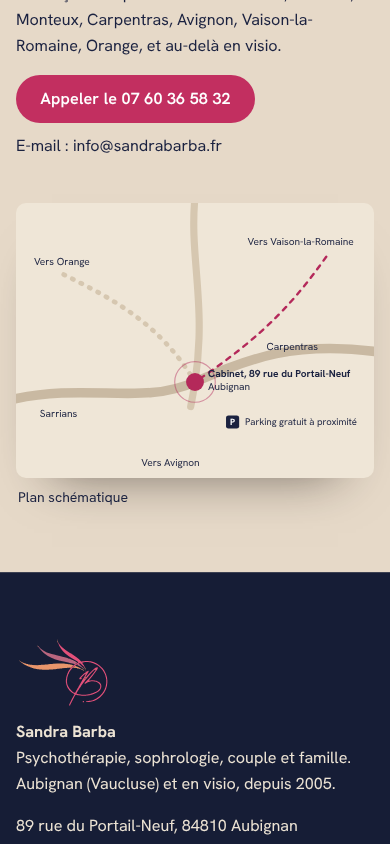 Monteux, Carpentras, Avignon, Vaison-la-
Romaine, Orange, et au-delà en visio.
Appeler le 07 60 36 58 32
E-mail : info@sandrabarba.fr
Vers Vaison-la-Romaine
Vers Orange
Carpentras
Cabinet, 89 rue du Portail-Neuf
Aubignan
Sarrians
P Parking gratuit à proximité
Vers Avignon
Plan schématique
B
Sandra Barba
Psychothérapie, sophrologie, couple et famille.
Aubignan (Vaucluse) et en visio, depuis 2005.
89 rue du Portail-Neuf, 84810 Aubignan